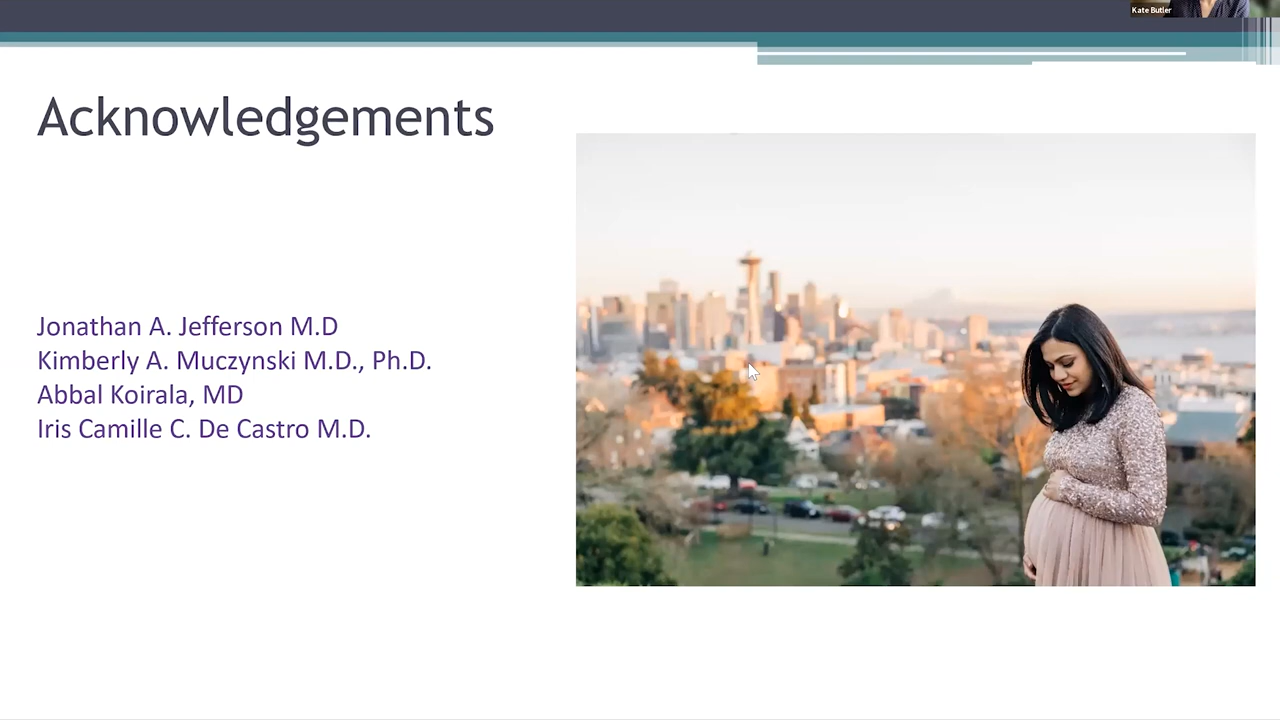 Kate Butler
Acknowledgements
Jonathan A. Jefferson M.D
Kimberly A. Muczynski M.D., Ph.D.
Abbal Koirala, MD
Iris Camille C. De Castro M.D.